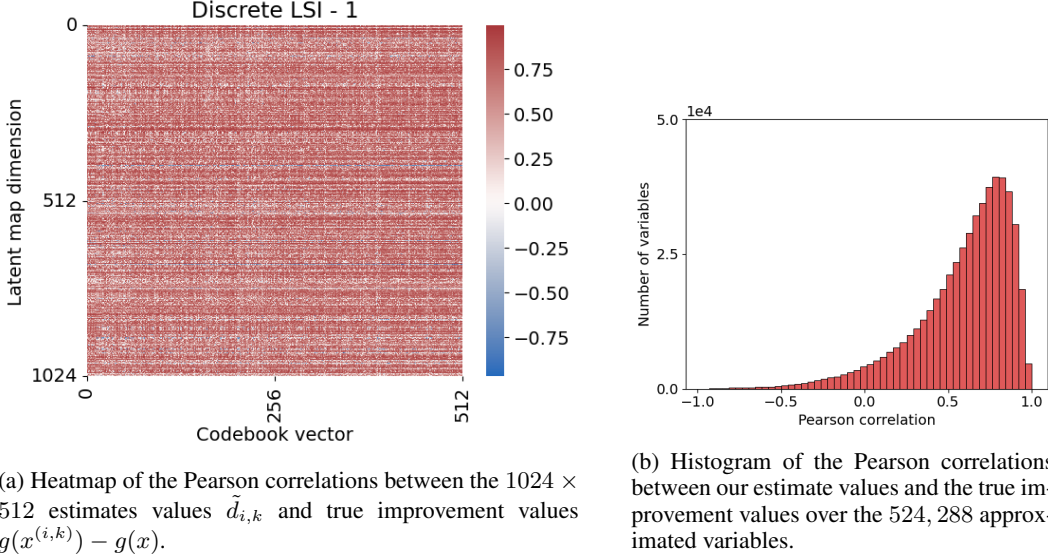 Discrete LSI - 1
0
512
1024
Latent map dimension
0
256
512
Codebook vector
0.75
0.50
0.25
0.00
−0.25
−0.50
−0.75
(a) Heatmap of the Pearson correlations between the 1024 ×
512 estimates values d̃i,k and true improvement values
g(x(i,k)) − g(x).
1e4
5.0
2.5
0.0
Number of variables
−1.0
−0.5
0.0
0.5
1.0
Pearson correlation
(b) Histogram of the Pearson correlations
between our estimate values and the true im-
provement values over the 524, 288 approx-
imated variables.